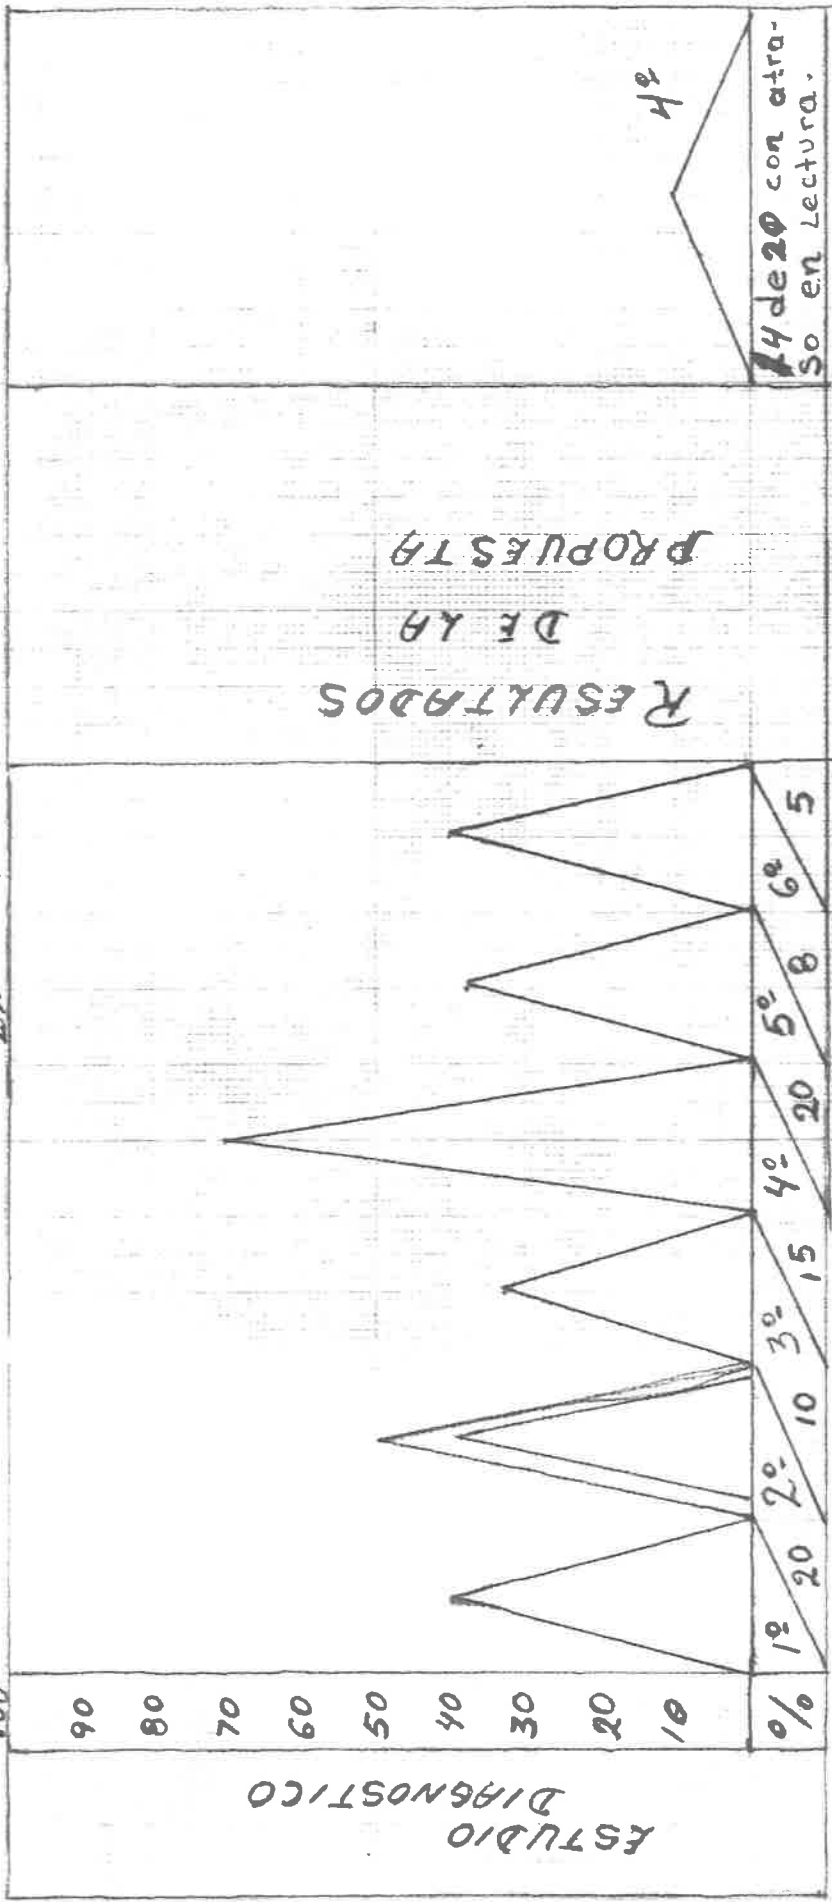 ESTUDIO
DIAGNOSTICO
90
80
70
60
50
40
30
20
10
%
1º 20
2º 10
3º 15
4º 20
5º 8
6º 5
RESULTADOS
DE LA
PROPUESTA
4º
14 de 20 con atra-
so en Lectura.